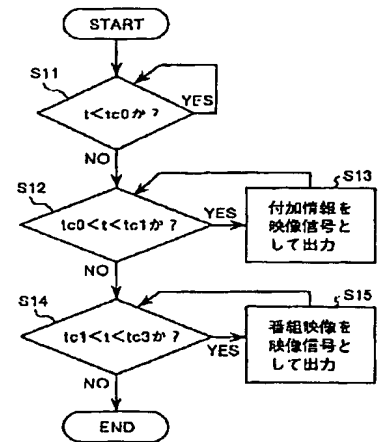 START
S11
t<tc0か？
YES
NO
S12
tc0<t<tc1か？
YES
S13
付加情報を
映像信号と
して出力
NO
S14
tc1<t<tc3か？
YES
S15
番組映像を
映像信号と
して出力
NO
END